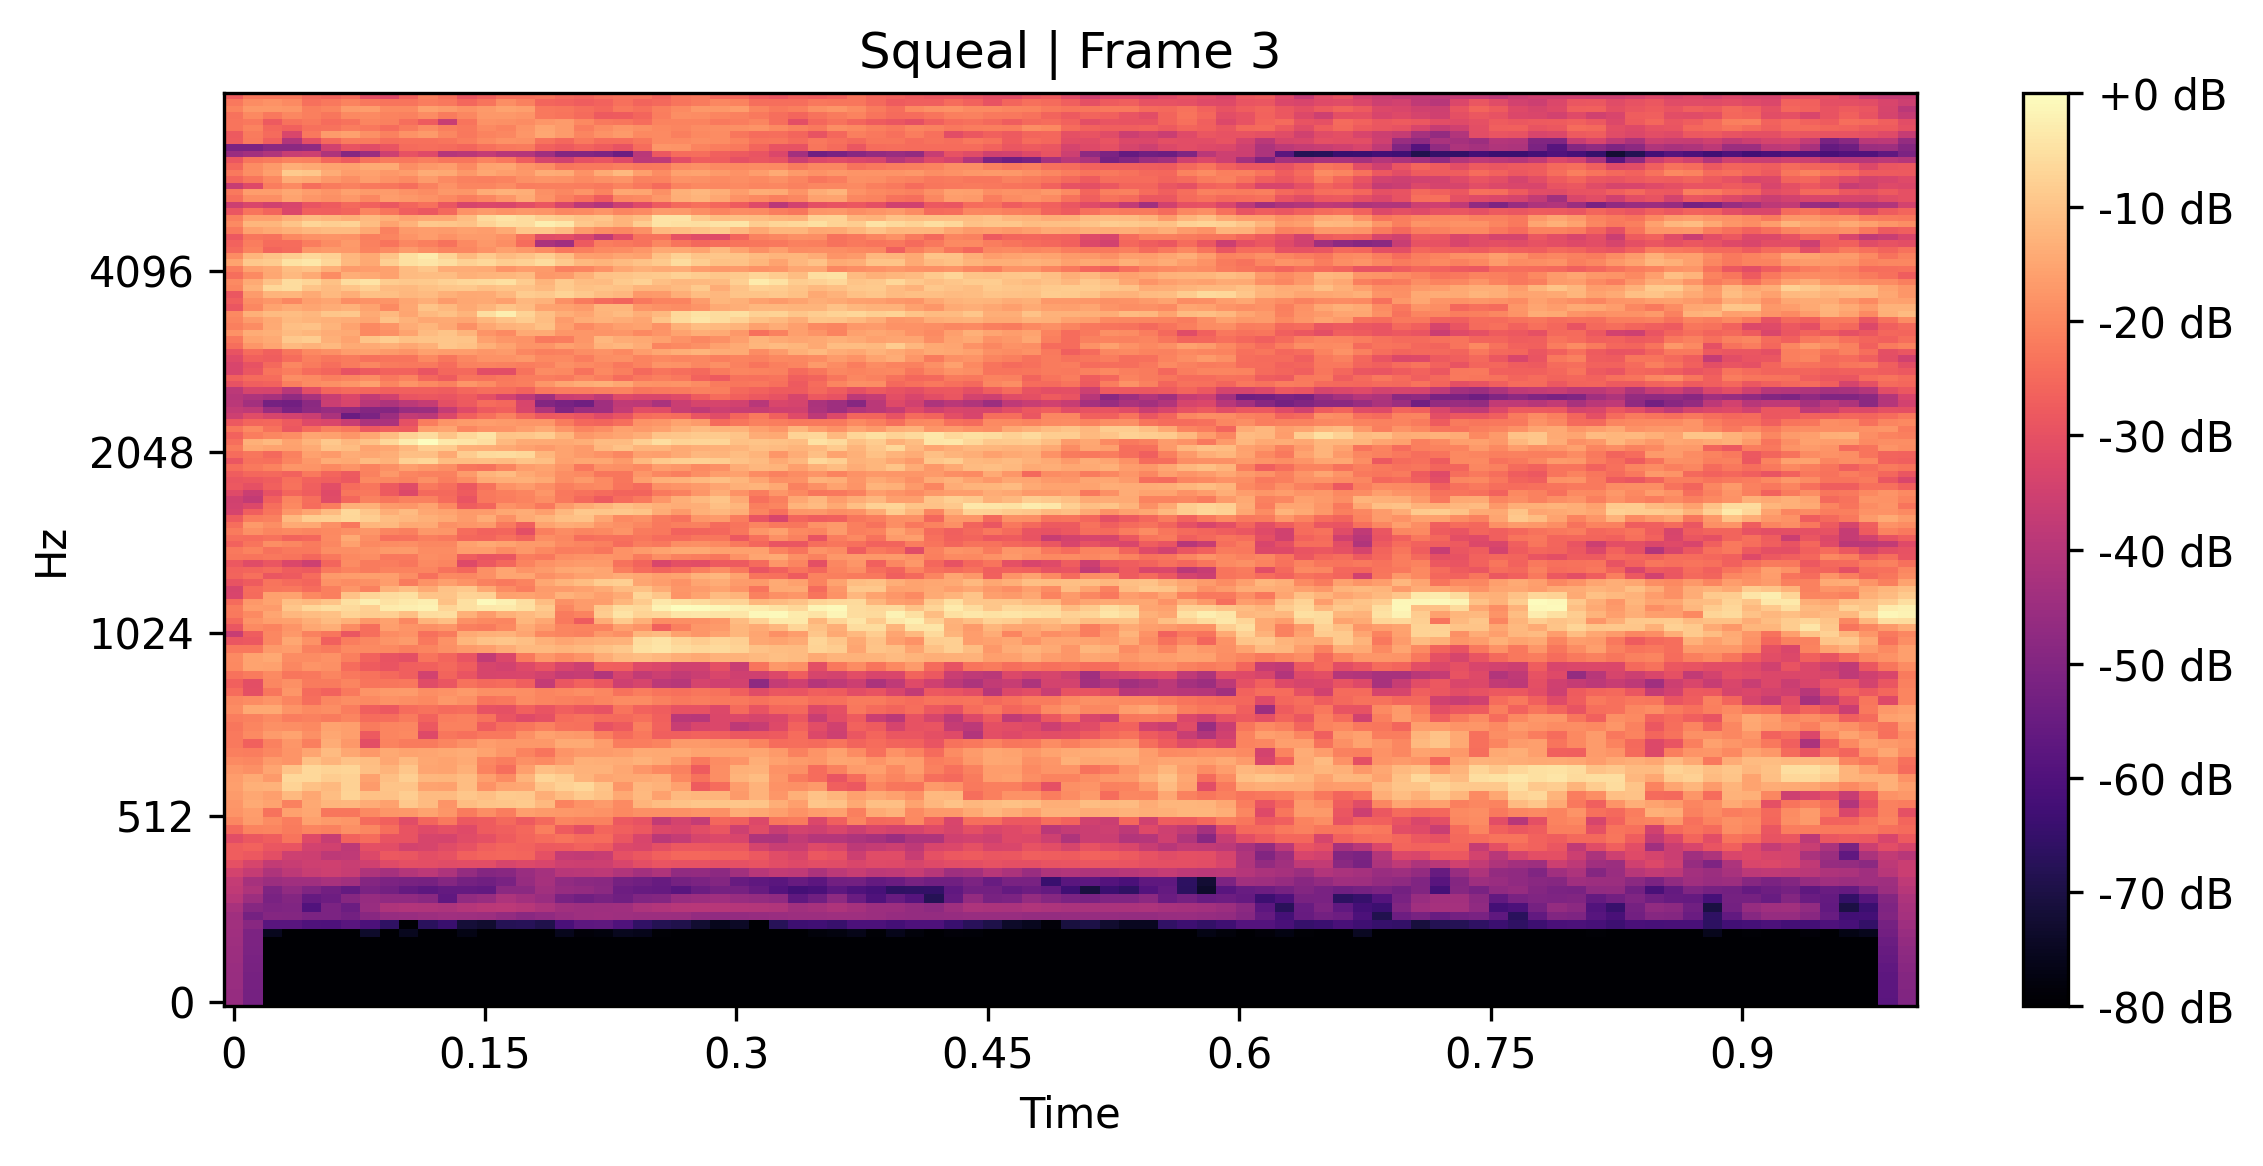 Squeal | Frame 3
+0 dB
-10 dB
-20 dB
-30 dB
-40 dB
-50 dB
-60 dB
-70 dB
-80 dB
Hz
4096
2048
1024
512
0
0 0.15 0.3 0.45 0.6 0.75 0.9
Time